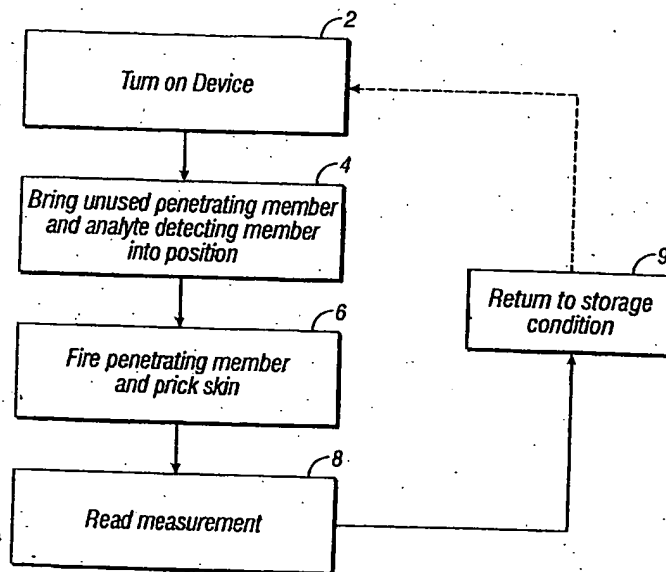 2
Turn on Device
4
Bring unused penetrating member
and analyte detecting member
into position
6
Fire penetrating member
and prick skin
8
Read measurement
9
Return to storage
condition